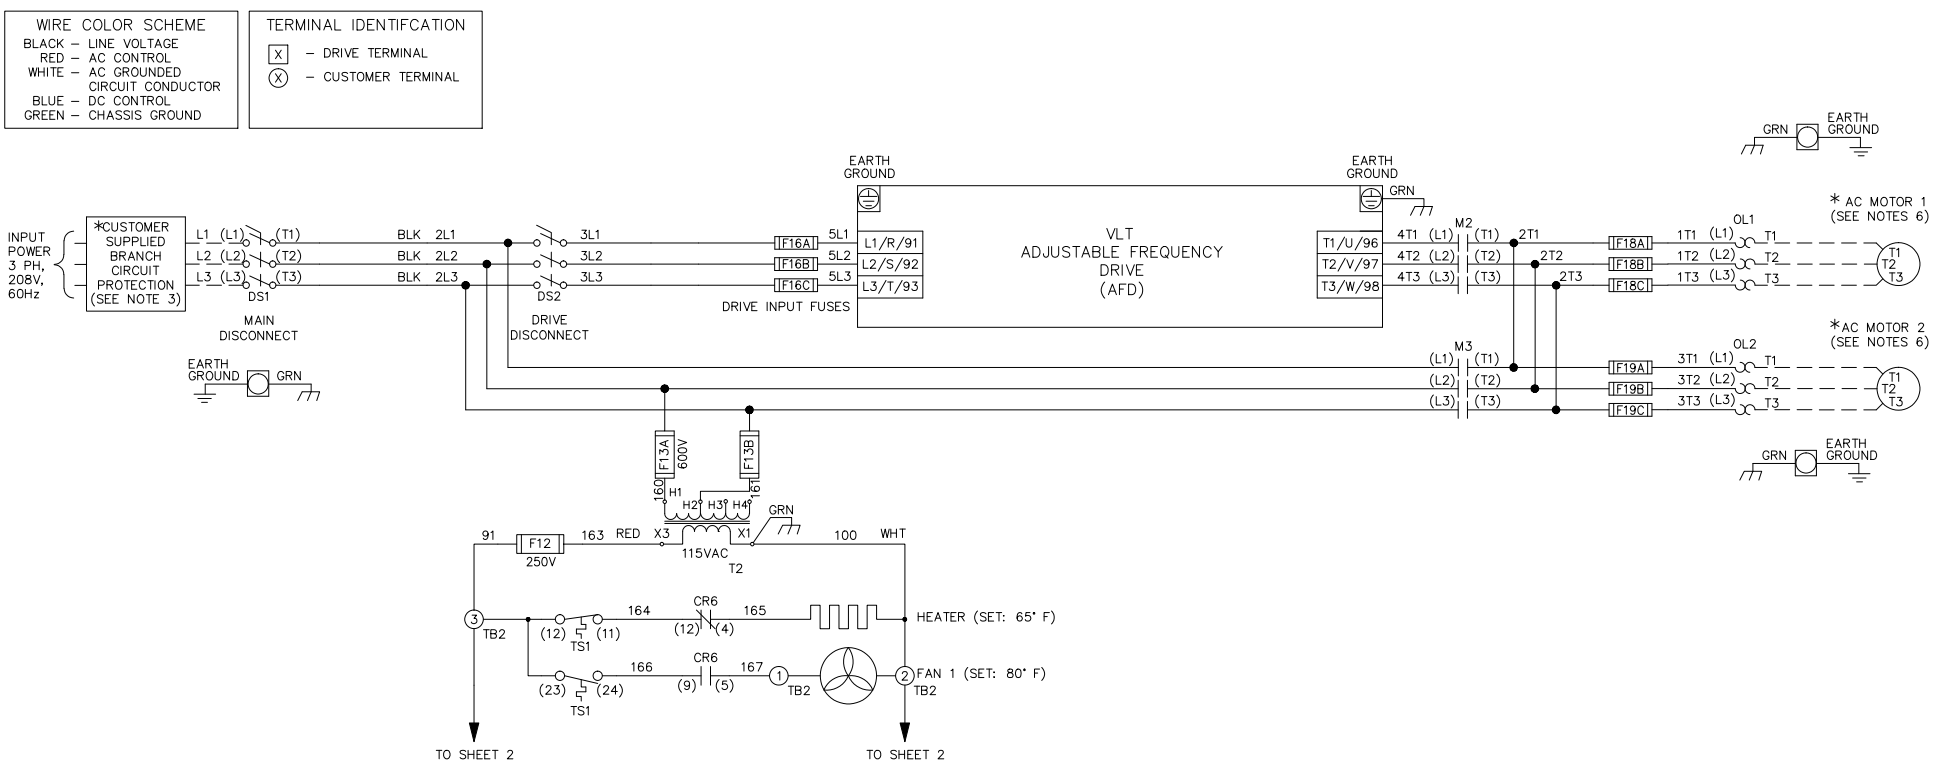 WIRE COLOR SCHEME
BLACK – LINE VOLTAGE
RED – AC CONTROL
WHITE – AC GROUNDED
CIRCUIT CONDUCTOR
BLUE – DC CONTROL
GREEN – CHASSIS GROUND
TERMINAL IDENTIFCATION
X – DRIVE TERMINAL
X – CUSTOMER TERMINAL
GRN
EARTH
GROUND
INPUT
POWER
3 PH,
208V,
60Hz
*CUSTOMER
SUPPLIED
BRANCH
CIRCUIT
PROTECTION
(SEE NOTE 3)
L1 (L1) (T1)
L2 (L2) (T2)
L3 (L3) (T3)
DS1
MAIN
DISCONNECT
EARTH
GROUND
GRN
BLK 2L1
BLK 2L2
BLK 2L3
3L1
3L2
3L3
DS2
DRIVE
DISCONNECT
F16A
F16B
F16C
DRIVE INPUT FUSES
5L1
5L2
5L3
EARTH
GROUND
L1/R/91
L2/S/92
L3/T/93
VLT
ADJUSTABLE FREQUENCY
DRIVE
(AFD)
EARTH
GROUND
GRN
T1/U/96
T2/V/97
T3/W/98
M2
4T1 (L1) (T1) 2T1
4T2 (L2) (T2) 2T2
4T3 (L3) (T3) 2T3
F18A
F18B
F18C
OL1
1T1 (L1) T1
1T2 (L2) T2
1T3 (L3) T3
* AC MOTOR 1
(SEE NOTES 6)
T1
T2
T3
M3
(L1) (T1)
(L2) (T2)
(L3) (T3)
F19A
F19B
F19C
OL2
3T1 (L1) T1
3T2 (L2) T2
3T3 (L3) T3
* AC MOTOR 2
(SEE NOTES 6)
T1
T2
T3
GRN
EARTH
GROUND
F13A
600V
F13B
160
161
H1
H2 H3 H4
GRN
X3
X1
115VAC
T2
91
F12
250V
163 RED
100 WHT
3
TB2
(12) (11)
TS1
164
CR6
(12) (4)
165
HEATER (SET: 65° F)
(23) (24)
TS1
166
CR6
(9) (5)
167
1
TB2
2
TB2
FAN 1 (SET: 80° F)
TO SHEET 2
TO SHEET 2